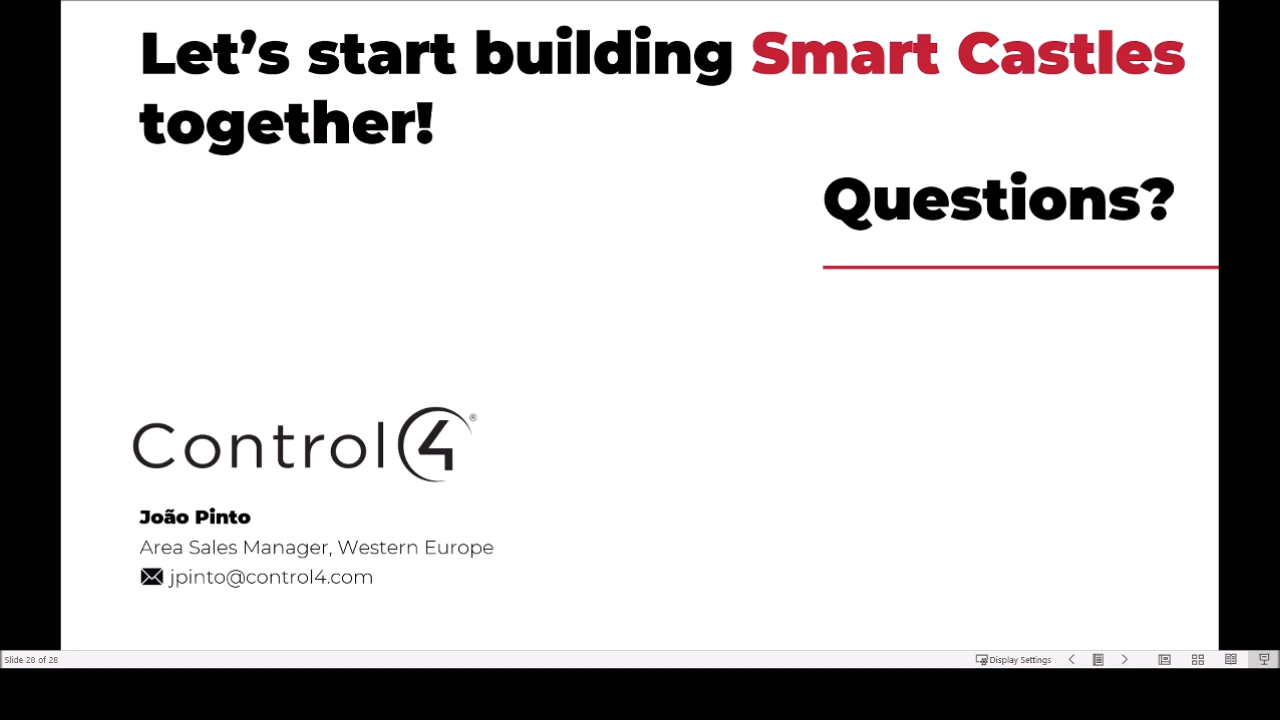 Let’s start building Smart Castles
together!
Questions?
Control4®
João Pinto
Area Sales Manager, Western Europe
jpinto@control4.com
Slide 28 of 28
Display Settings